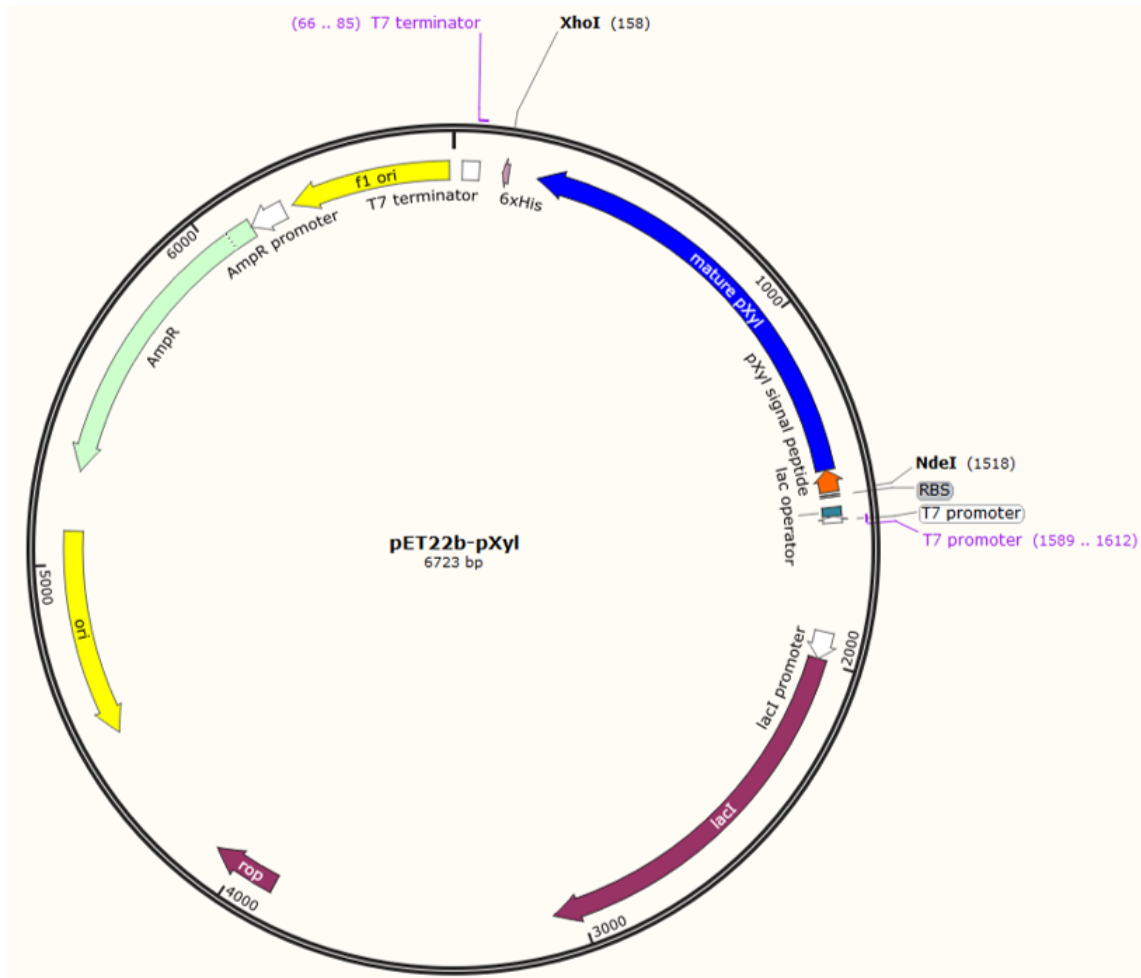 (66 .. 85) T7 terminator
XhoI (158)
f1 ori
T7 terminator
6xHis
AmpR promoter
6000
AmpR
mature pXyl
1000
pXyl signal peptide
lac operator
NdeI (1518)
RBS
T7 promoter
T7 promoter (1589 .. 1612)
pET22b-pXyl
6723 bp
5000
ori
lacI promoter
2000
lacI
rop
4000
3000